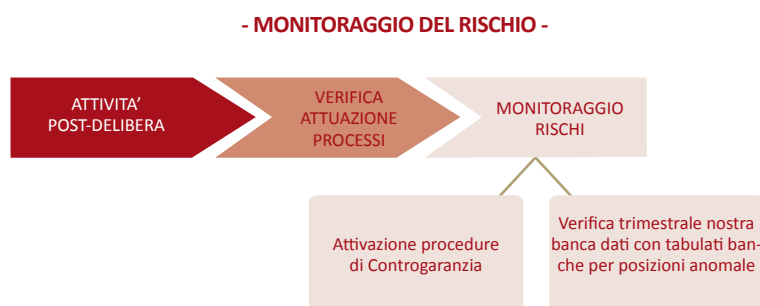 - MONITORAGGIO DEL RISCHIO -
ATTIVITA’
POST-DELIBERA
VERIFICA
ATTUAZIONE
PROCESSI
MONITORAGGIO
RISCHI
Attivazione procedure
di Controgaranzia
Verifica trimestrale nostra
banca dati con tabulati ban-
che per posizioni anomale